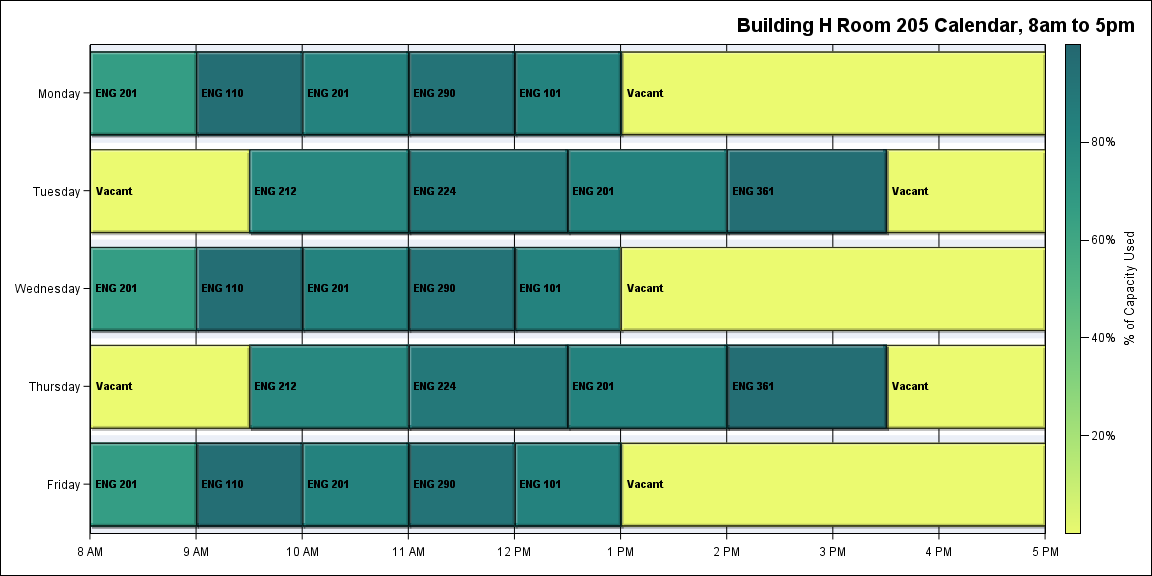 Building H Room 205 Calendar, 8am to 5pm
Monday
ENG 201
ENG 110
ENG 201
ENG 290
ENG 101
Vacant
Tuesday
Vacant
ENG 212
ENG 224
ENG 201
ENG 361
Vacant
Wednesday
ENG 201
ENG 110
ENG 201
ENG 290
ENG 101
Vacant
Thursday
Vacant
ENG 212
ENG 224
ENG 201
ENG 361
Vacant
Friday
ENG 201
ENG 110
ENG 201
ENG 290
ENG 101
Vacant
8 AM
9 AM
10 AM
11 AM
12 PM
1 PM
2 PM
3 PM
4 PM
5 PM
80%
60%
40%
20%
% of Capacity Used